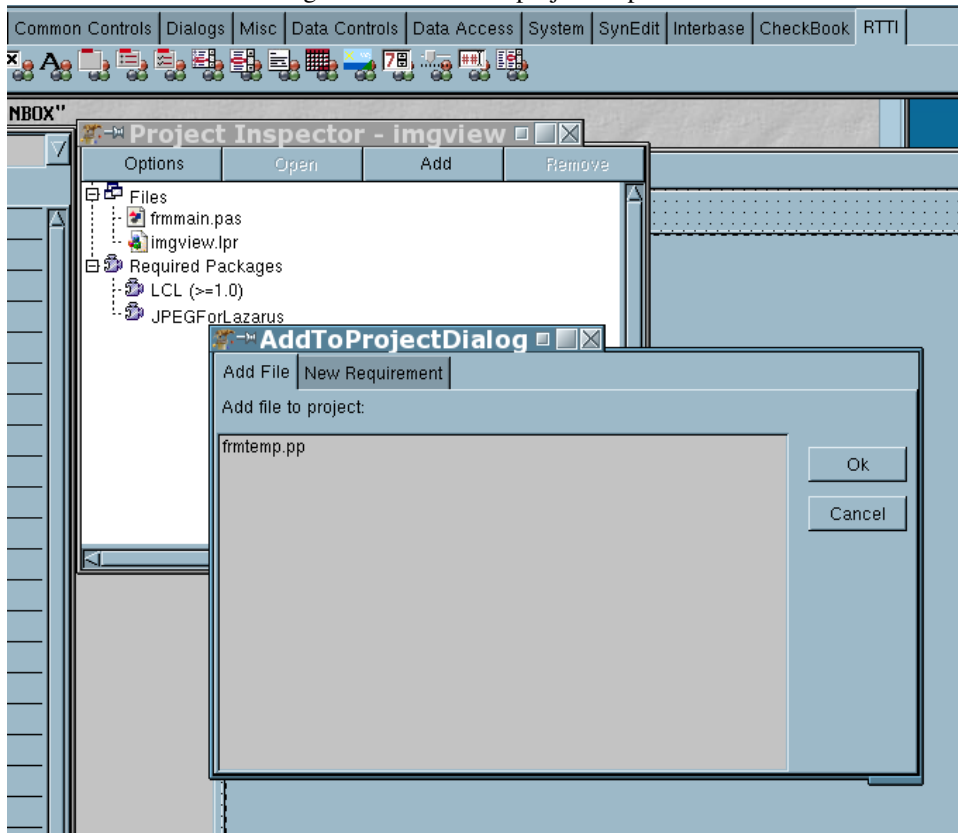 Common Controls Dialogs Misc Data Controls Data Access System SynEdit Interbase CheckBook RTTI
NBOX"
Project Inspector - imgview
Options Open Add Remove
Files
frmmain.pas
imgview.lpr
Required Packages
LCL (>=1.0)
JPEGForLazarus
AddToProjectDialog
Add File New Requirement
Add file to project:
frmtemp.pp
Ok
Cancel